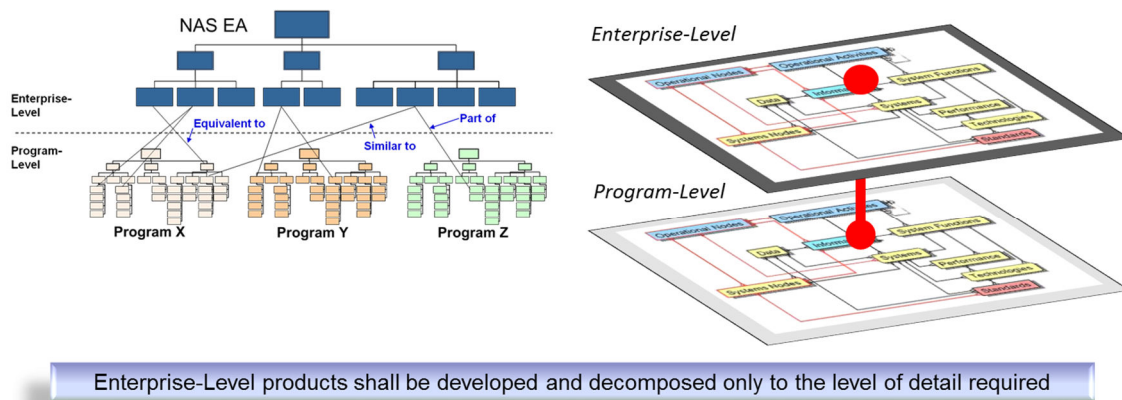 NAS EA
Enterprise-
Level
Program-
Level
Equivalent to
Similar to
Part of
Program X
Program Y
Program Z
Enterprise-Level
Operational Activities
Operational Nodes
System Functions
Data
Systems
Performance
Technologies
Systems Nodes
Standards
Program-Level
Operational Activities
Operational Nodes
System Functions
Data
Systems
Performance
Technologies
Systems Nodes
Standards
Enterprise-Level products shall be developed and decomposed only to the level of detail required